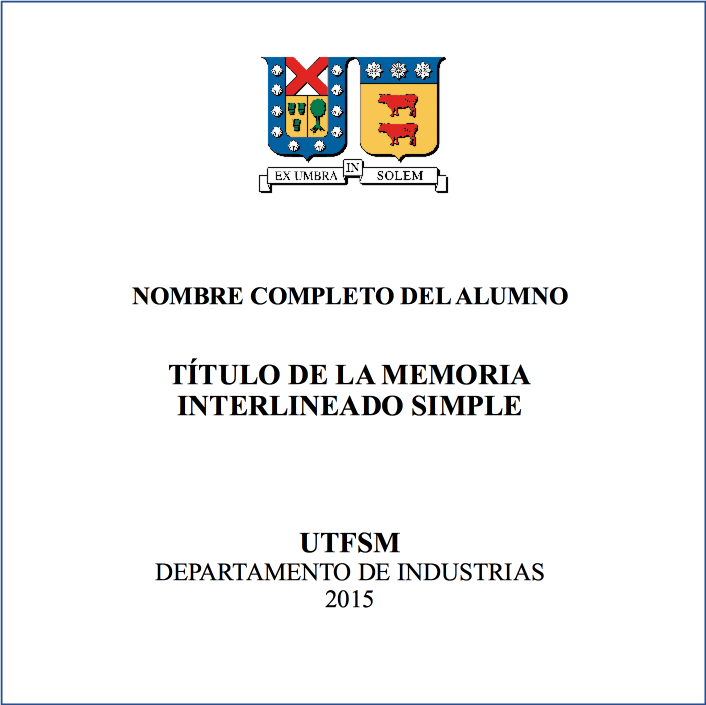 EX UMBRA IN SOLEM
NOMBRE COMPLETO DEL ALUMNO
TÍTULO DE LA MEMORIA
INTERLINEADO SIMPLE
UTFSM
DEPARTAMENTO DE INDUSTRIAS
2015